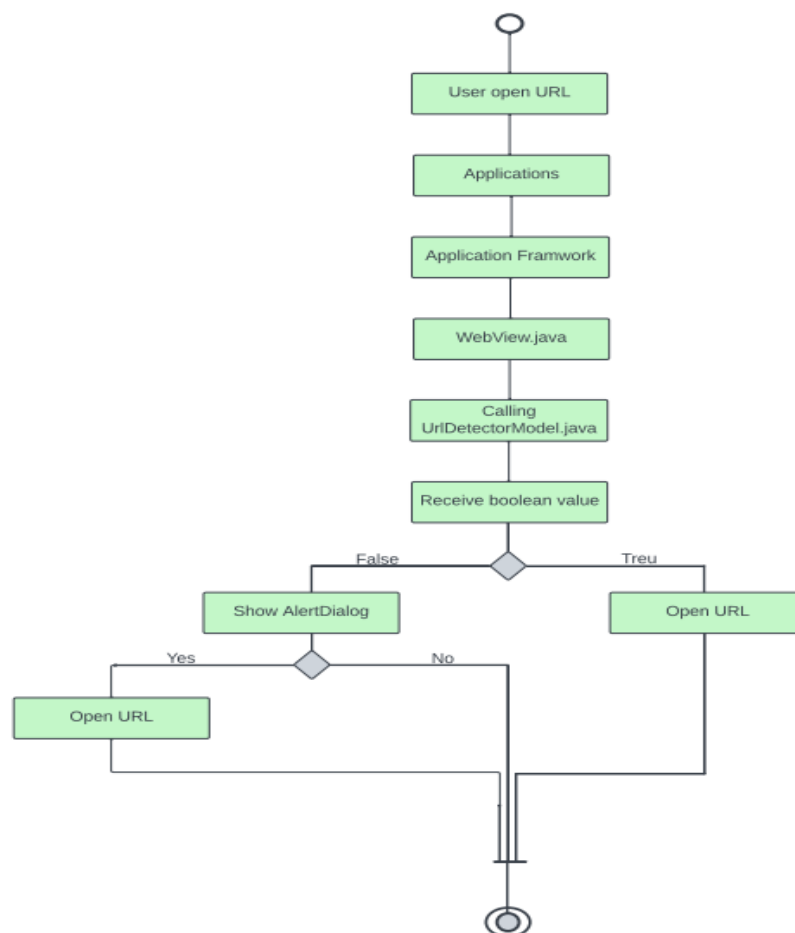 User open URL
Applications
Application Framwork
WebView.java
Calling
UrlDetectorModel.java
Receive boolean value
False
Treu
Show AlertDialog
Open URL
Yes
No
Open URL